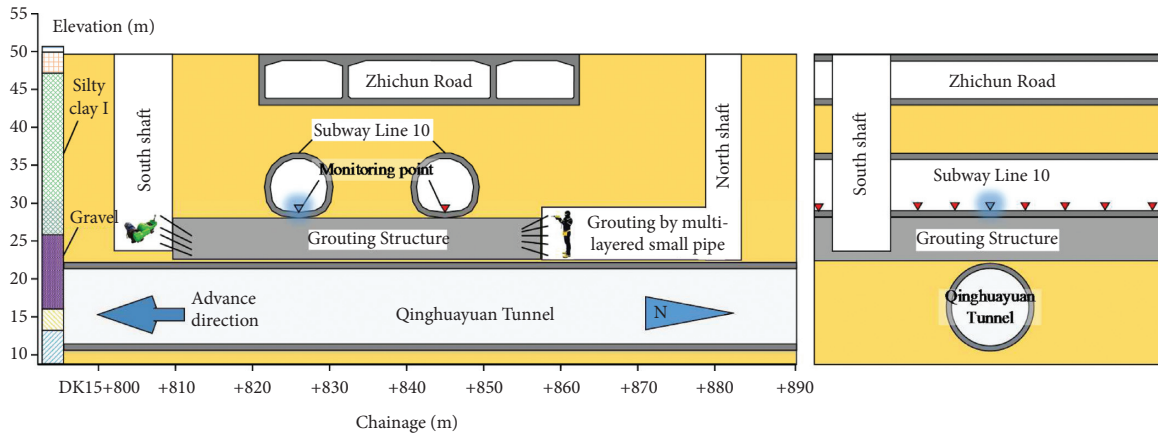 55
Elevation (m)
50
45
40
35
30
25
20
15
10
Silty
clay I
Gravel
South shaft
Zhichun Road
Subway Line 10
Monitoring point
North shaft
Grouting Structure
Grouting by multi-
layered small pipe
Advance
direction
Qinghuayuan Tunnel
N
DK15+800
+810
+820
+830
+840
+850
+860
+870
+880
+890
Chainage (m)
Zhichun Road
South shaft
Subway Line 10
Grouting Structure
Qinghuayuan
Tunnel